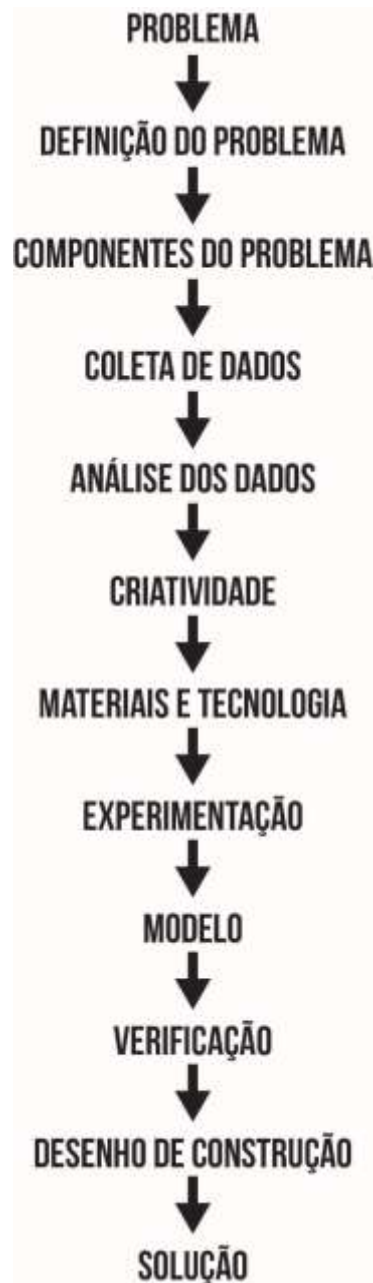 PROBLEMA
DEFINIÇÃO DO PROBLEMA
COMPONENTES DO PROBLEMA
COLETA DE DADOS
ANÁLISE DOS DADOS
CRIATIVIDADE
MATERIAIS E TECNOLOGIA
EXPERIMENTAÇÃO
MODELO
VERIFICAÇÃO
DESENHO DE CONSTRUÇÃO
SOLUÇÃO